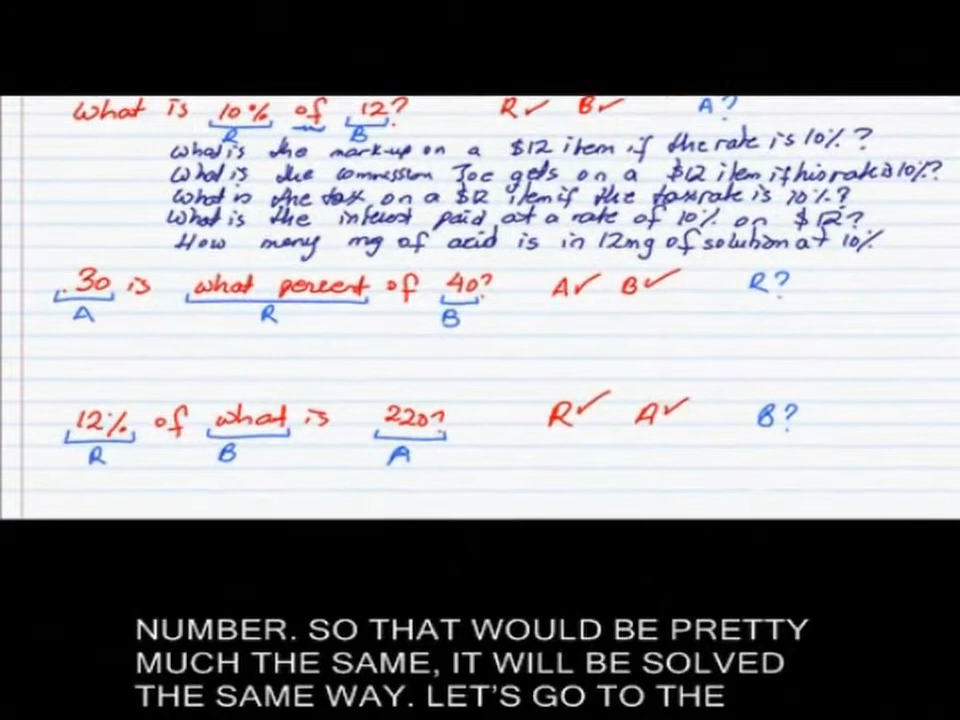 What is 10% of 12? R✓ B✓ A?
R B
What is the mark-up on a $12 item if the rate is 10%?
What is the commession Joe gets on a $12 item if his rate is 10%?
What is the tax on a $12 item if the tax rate is 10%?
What is the interest paid at a rate of 10% on $12?
How many mg of acid is in 12mg of solution at 10%
30 is what percent of 40? A✓ B✓ R?
A R B
12% of what is 220? R✓ A✓ B?
R B A
NUMBER. SO THAT WOULD BE PRETTY
MUCH THE SAME, IT WILL BE SOLVED
THE SAME WAY. LET'S GO TO THE